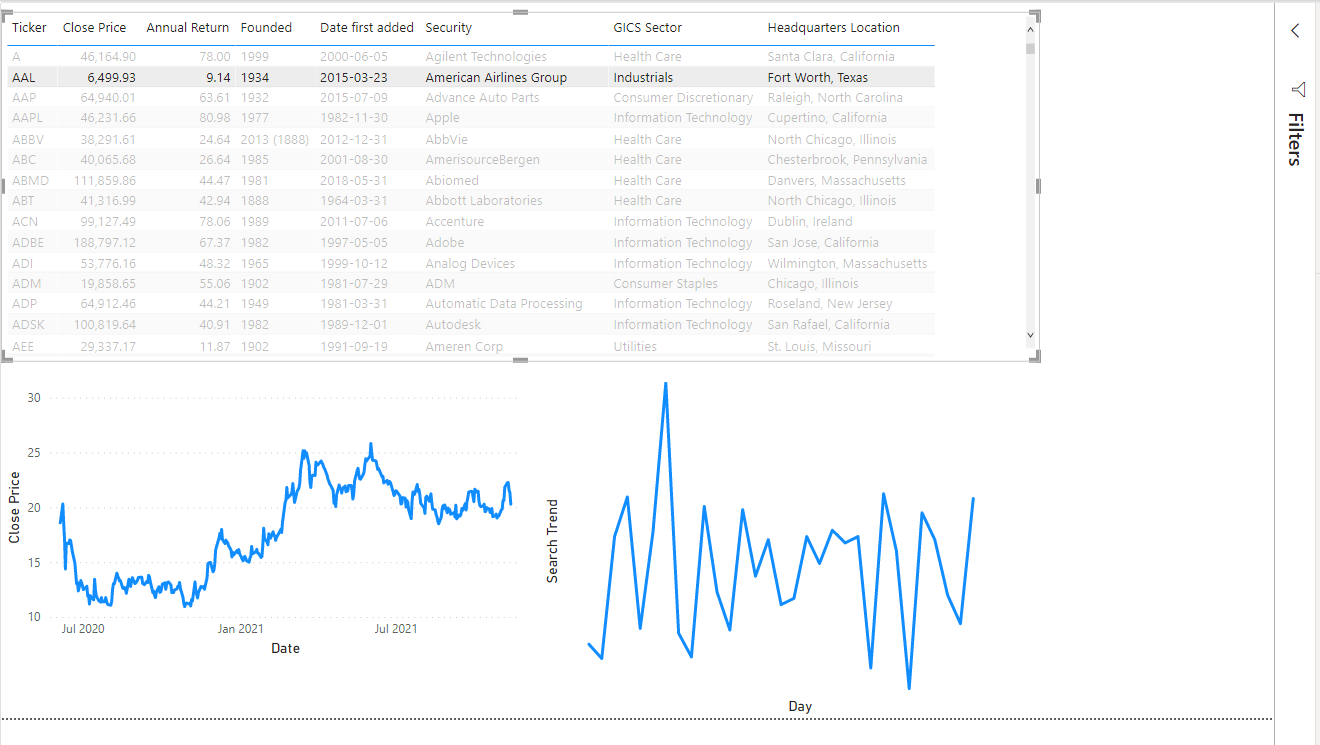 Ticker Close Price Annual Return Founded Date first added Security GICS Sector Headquarters Location
A 46,164.90 78.00 1999 2000-06-05 Agilent Technologies Health Care Santa Clara, California
AAL 6,499.93 9.14 1934 2015-03-23 American Airlines Group Industrials Fort Worth, Texas
AAP 64,940.01 63.61 1932 2015-07-09 Advance Auto Parts Consumer Discretionary Raleigh, North Carolina
AAPL 46,231.66 80.98 1977 1982-11-30 Apple Information Technology Cupertino, California
ABBV 38,291.61 24.64 2013 (1888) 2012-12-31 AbbVie Health Care North Chicago, Illinois
ABC 40,065.68 26.64 1985 2001-08-30 AmerisourceBergen Health Care Chesterbrook, Pennsylvania
ABMD 111,859.86 44.47 1981 2018-05-31 Abiomed Health Care Danvers, Massachusetts
ABT 41,316.99 42.94 1888 1964-03-31 Abbott Laboratories Health Care North Chicago, Illinois
ACN 99,127.49 78.06 1989 2011-07-06 Accenture Information Technology Dublin, Ireland
ADBE 188,797.12 67.37 1982 1997-05-05 Adobe Information Technology San Jose, California
ADI 53,776.16 48.32 1965 1999-10-12 Analog Devices Information Technology Wilmington, Massachusetts
ADM 19,858.65 55.06 1902 1981-07-29 ADM Consumer Staples Chicago, Illinois
ADP 64,912.46 44.21 1949 1981-03-31 Automatic Data Processing Information Technology Roseland, New Jersey
ADSK 100,819.64 40.91 1982 1989-12-01 Autodesk Information Technology San Rafael, California
AEE 29,337.17 11.87 1902 1991-09-19 Ameren Corp Utilities St. Louis, Missouri
Filters
Close Price
30
25
20
15
10
Jul 2020 Jan 2021 Jul 2021
Date
Search Trend
Day